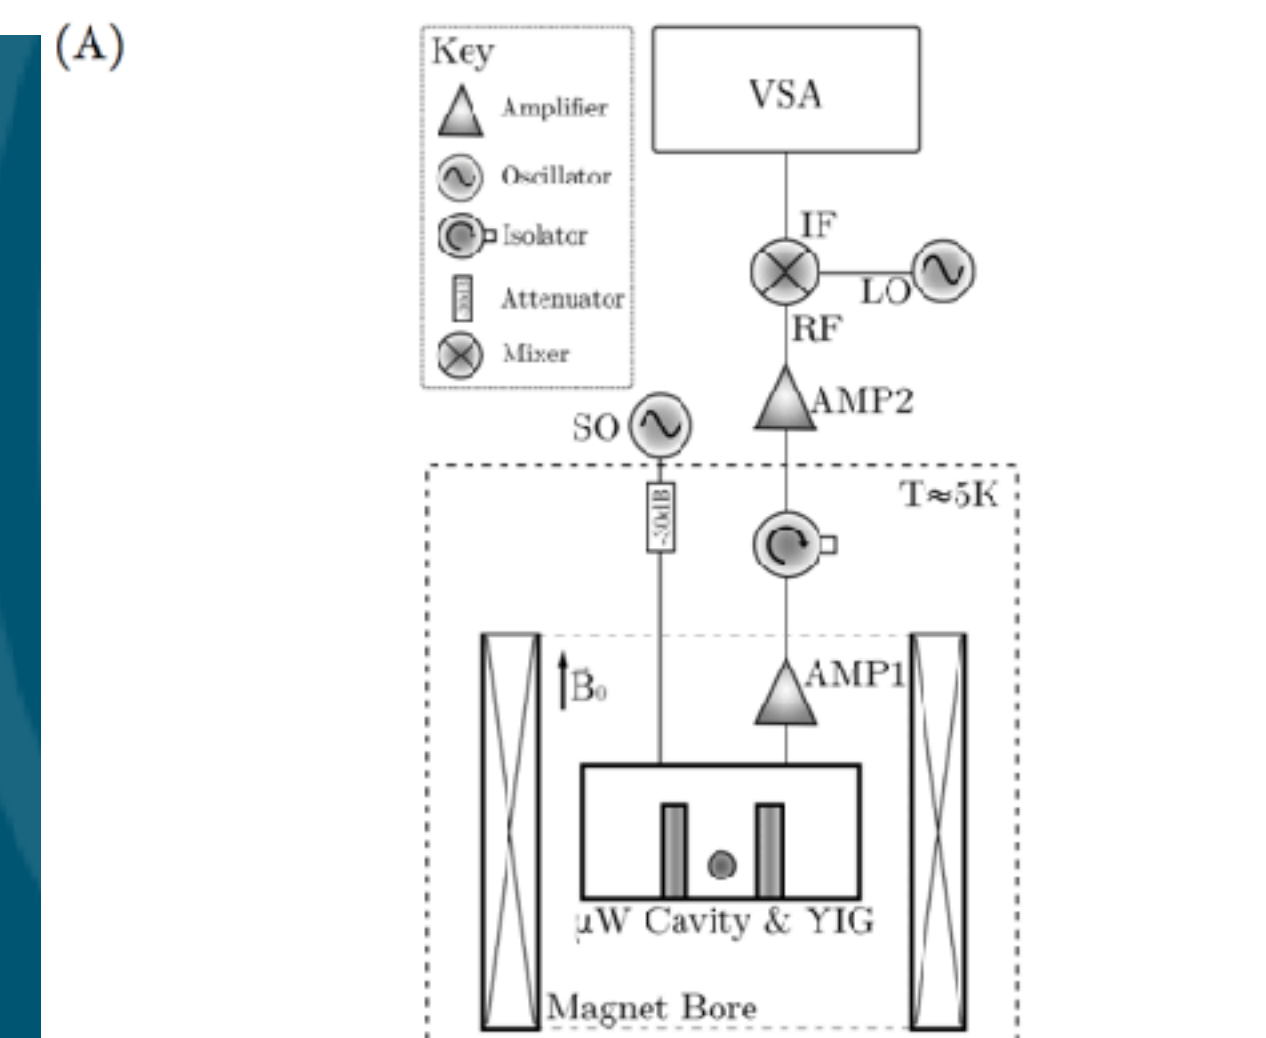 (A)
Key
Amplifier
Oscillator
Isolator
Attenuator
Mixer
VSA
IF
LO
RF
AMP2
SO
T≈5K
AMP1
B₀
μW Cavity & YIG
Magnet Bore